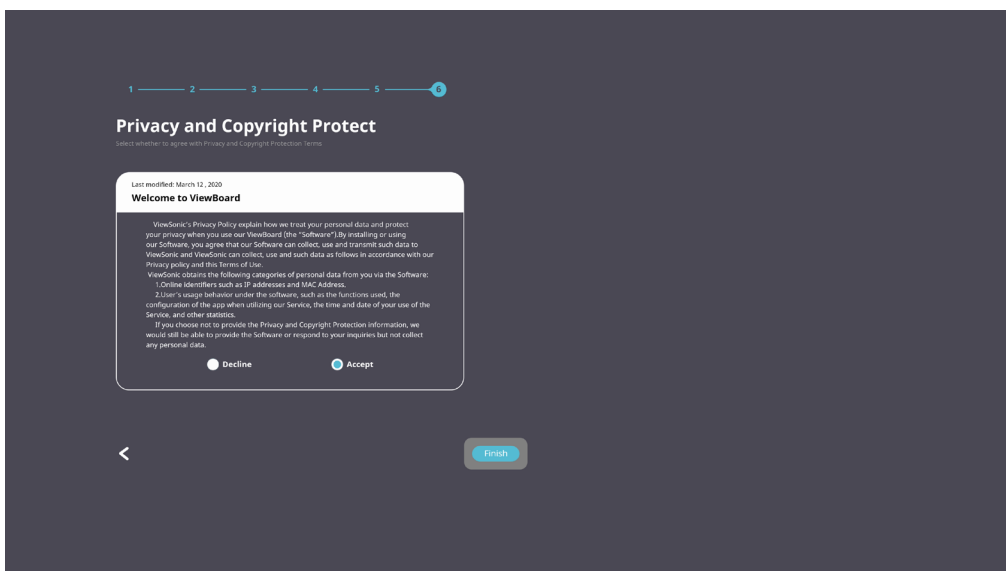 1 2 3 4 5 6
Privacy and Copyright Protect
Select whether to agree with Privacy and Copyright Protection Terms
Last modified: March 12 , 2020
Welcome to ViewBoard
ViewSonic's Privacy Policy explain how we treat your personal data and protect
your privacy when you use our ViewBoard (the "Software").By installing or using
our Software, you agree that our Software can collect, use and transmit such data to
ViewSonic and ViewSonic can collect, use and such data as follows in accordance with our
Privacy policy and this Terms of Use.
ViewSonic obtains the following categories of personal data from you via the Software:
1.Online identifiers such as IP addresses and MAC Address.
2.User's usage behavior under the software, such as the functions used, the
configuration of the app when utilizing our Service, the time and date of your use of the
Service, and other statistics.
If you choose not to provide the Privacy and Copyright Protection information, we
would still be able to provide the Software or respond to your inquiries but not collect
any personal data.
Decline Accept
Finish